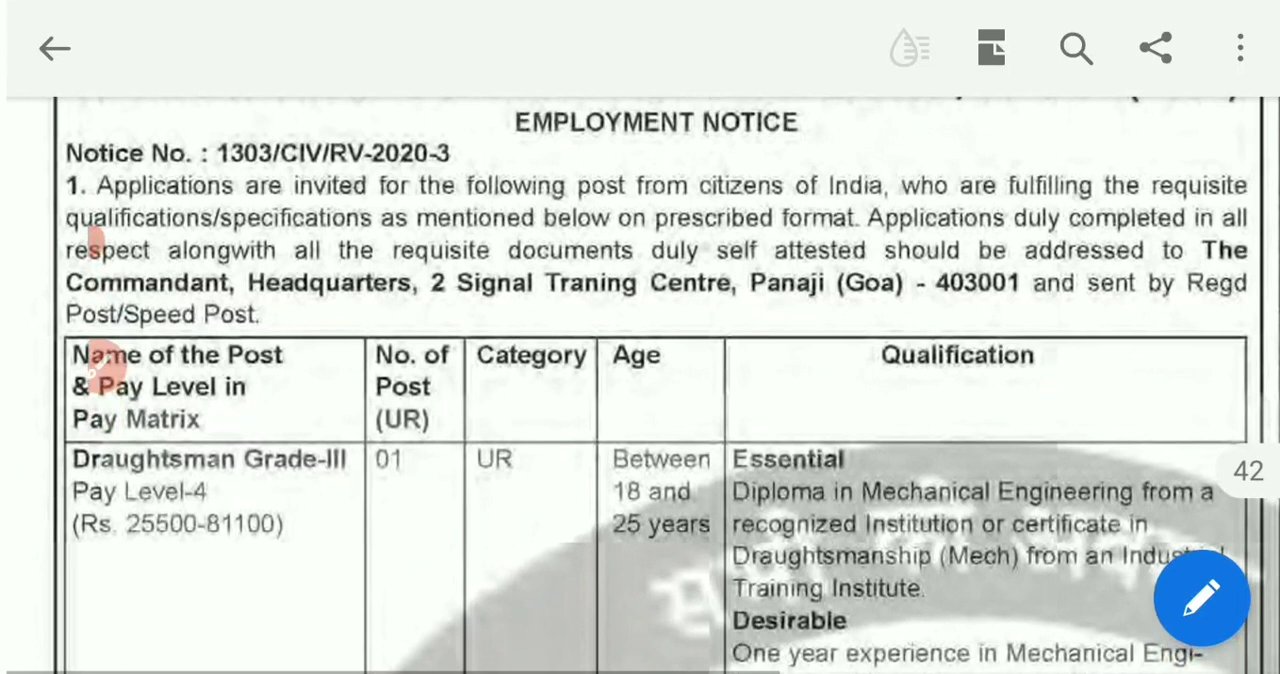 EMPLOYMENT NOTICE
Notice No. : 1303/CIV/RV-2020-3
1. Applications are invited for the following post from citizens of India, who are fulfilling the requisite
qualifications/specifications as mentioned below on prescribed format. Applications duly completed in all
respect alongwith all the requisite documents duly self attested should be addressed to The
Commandant, Headquarters, 2 Signal Traning Centre, Panaji (Goa) - 403001 and sent by Regd
Post/Speed Post.
Name of the Post
& Pay Level in
Pay Matrix
No. of
Post
(UR)
Category
Age
Qualification
Draughtsman Grade-III
Pay Level-4
(Rs. 25500-81100)
01
UR
Between
18 and
25 years
Essential
Diploma in Mechanical Engineering from a
recognized Institution or certificate in
Draughtsmanship (Mech) from an
Training Institute.
Desirable
One year experience in Mechanical Engi-
42